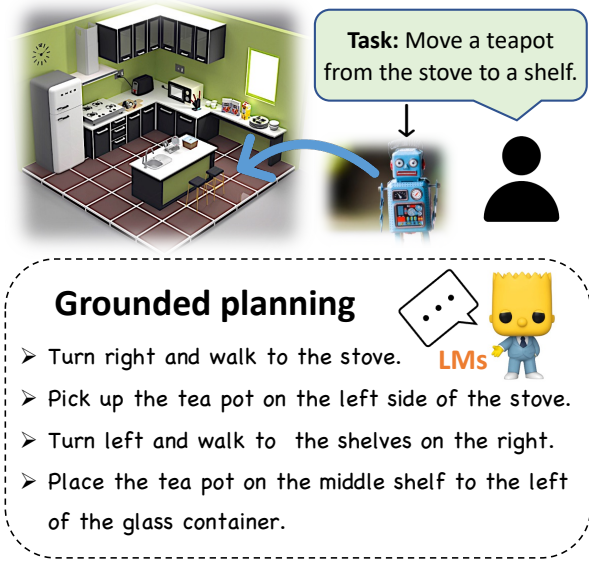 Task: Move a teapot
from the stove to a shelf.
Grounded planning
LMs
➢ Turn right and walk to the stove.
➢ Pick up the tea pot on the left side of the stove.
➢ Turn left and walk to the shelves on the right.
➢ Place the tea pot on the middle shelf to the left
of the glass container.